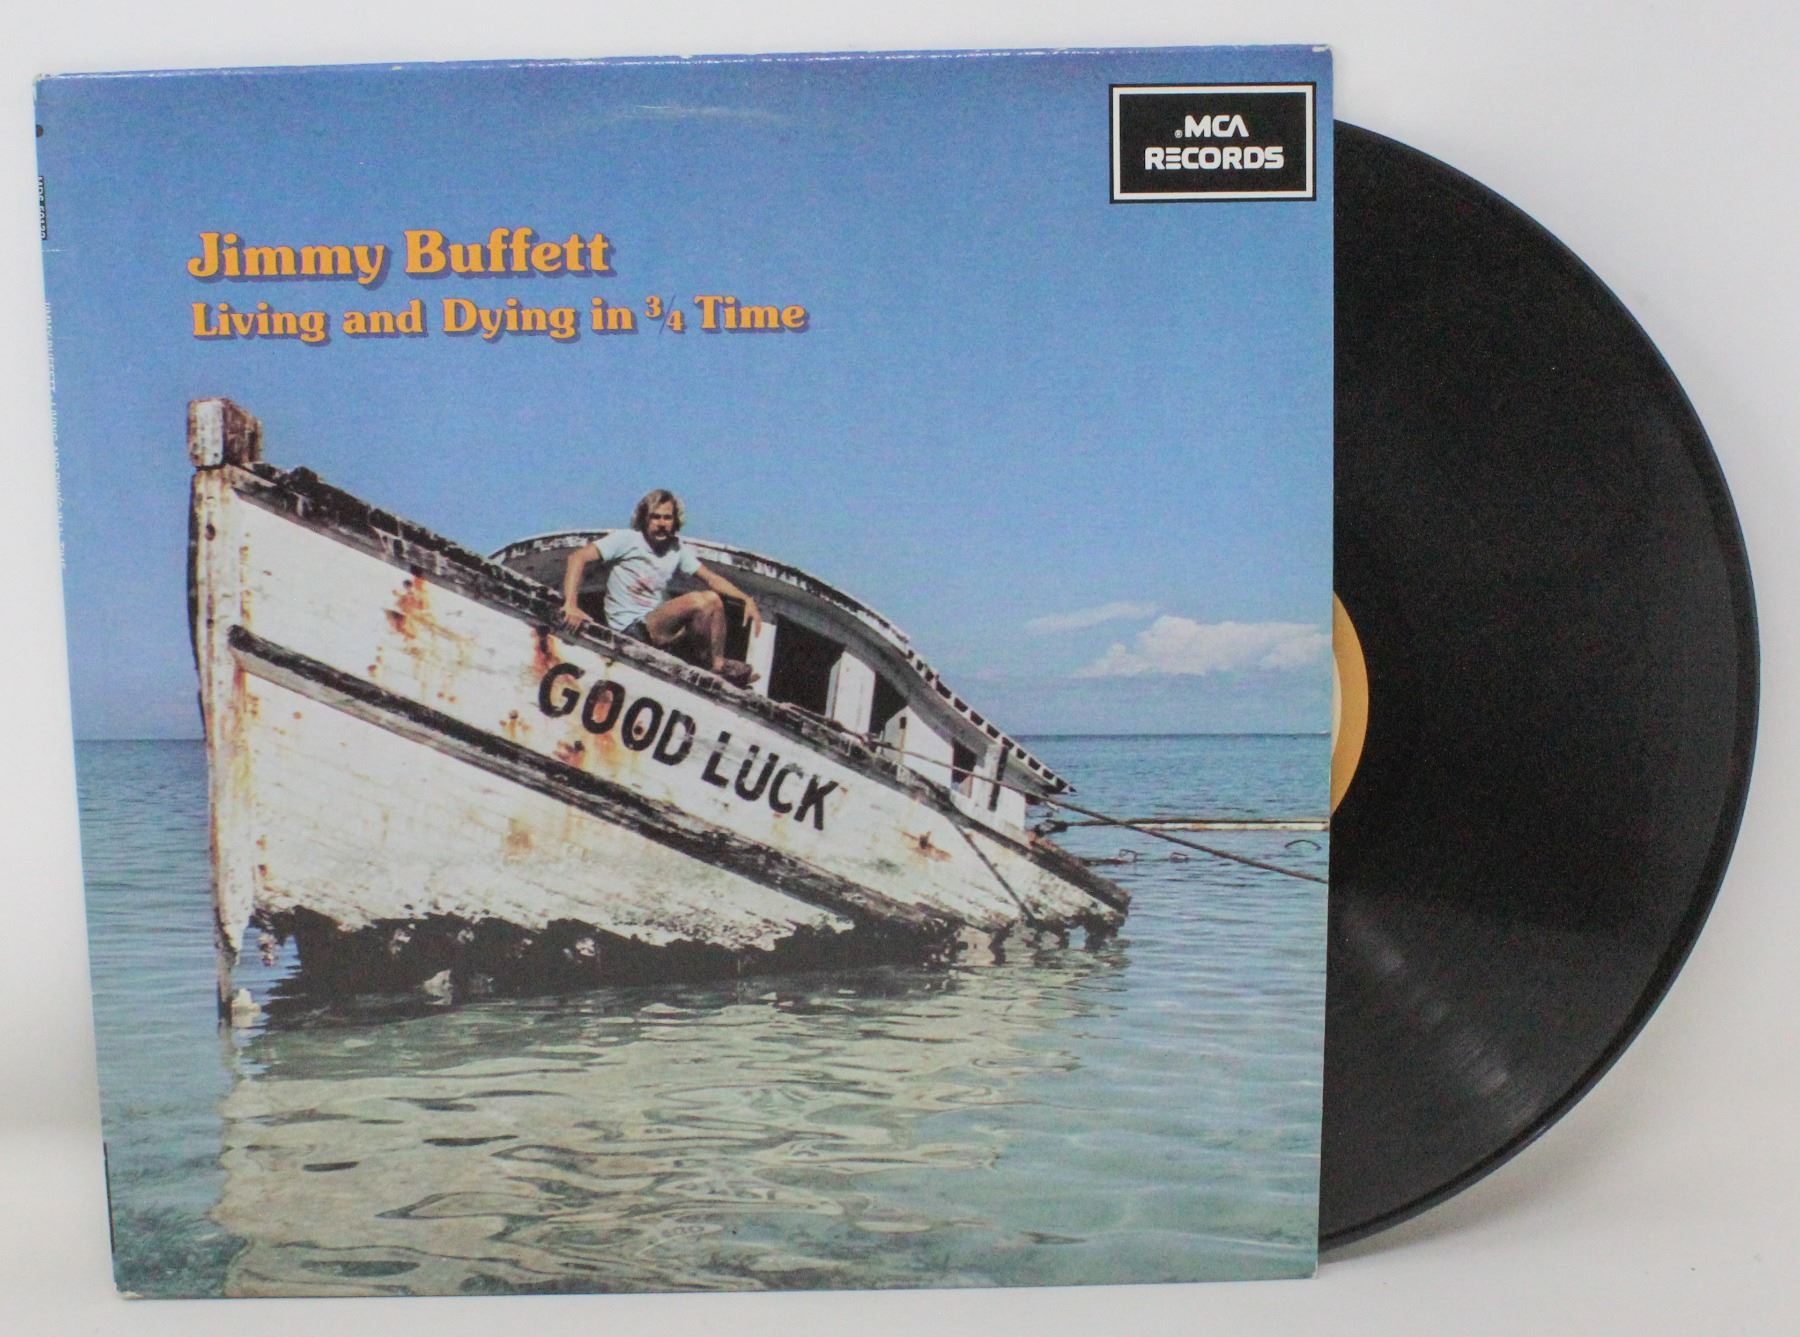 ®MCA
RECORDS
Jimmy Buffett
Living and Dying in 3/4 Time
GOOD LUCK